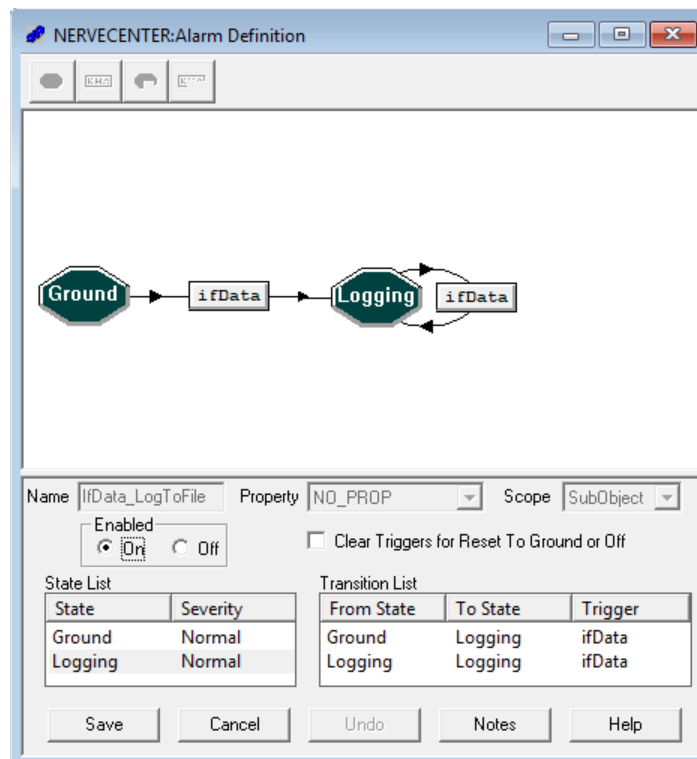 NERVECENTER:Alarm Definition
Ground ifData Logging ifData
Name IfData_LogToFile Property NO_PROP Scope SubObject
Enabled
On Off Clear Triggers for Reset To Ground or Off
State List Transition List
State Severity From State To State Trigger
Ground Normal Ground Logging ifData
Logging Normal Logging Logging ifData
Save Cancel Undo Notes Help